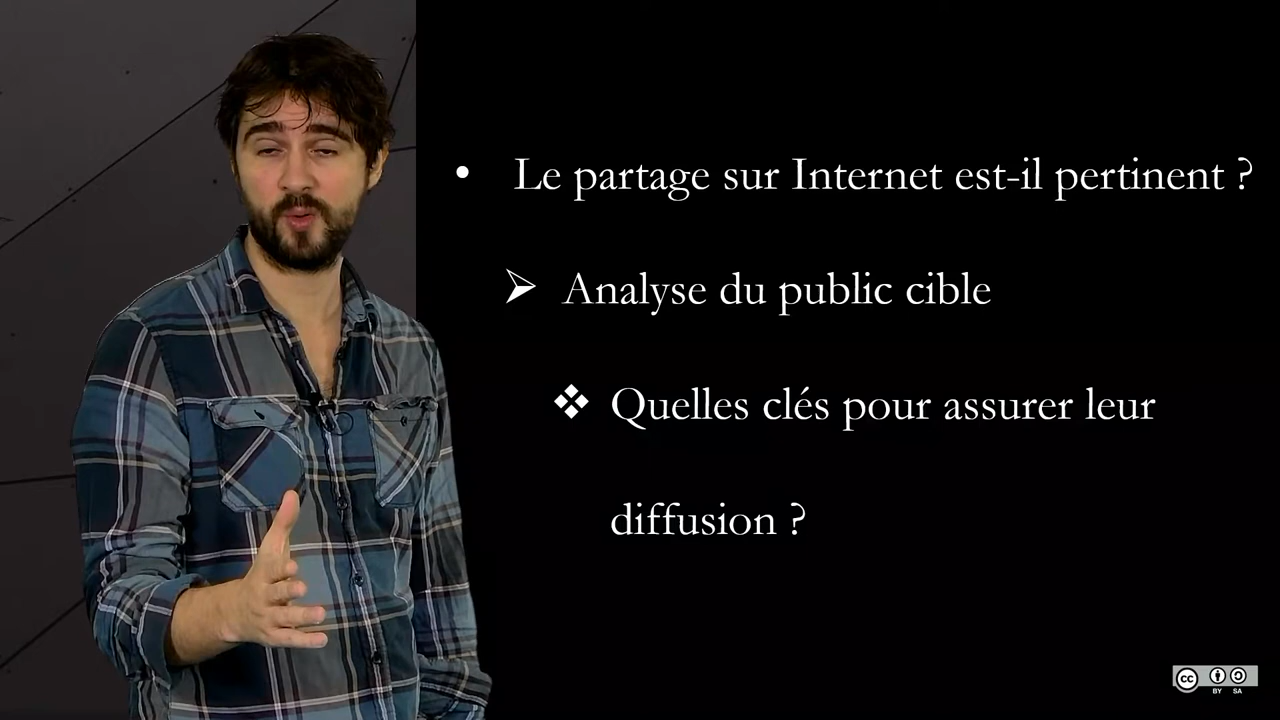 • Le partage sur Internet est-il pertinent ?
➢ Analyse du public cible
❖ Quelles clés pour assurer leur
diffusion ?
cc BY SA